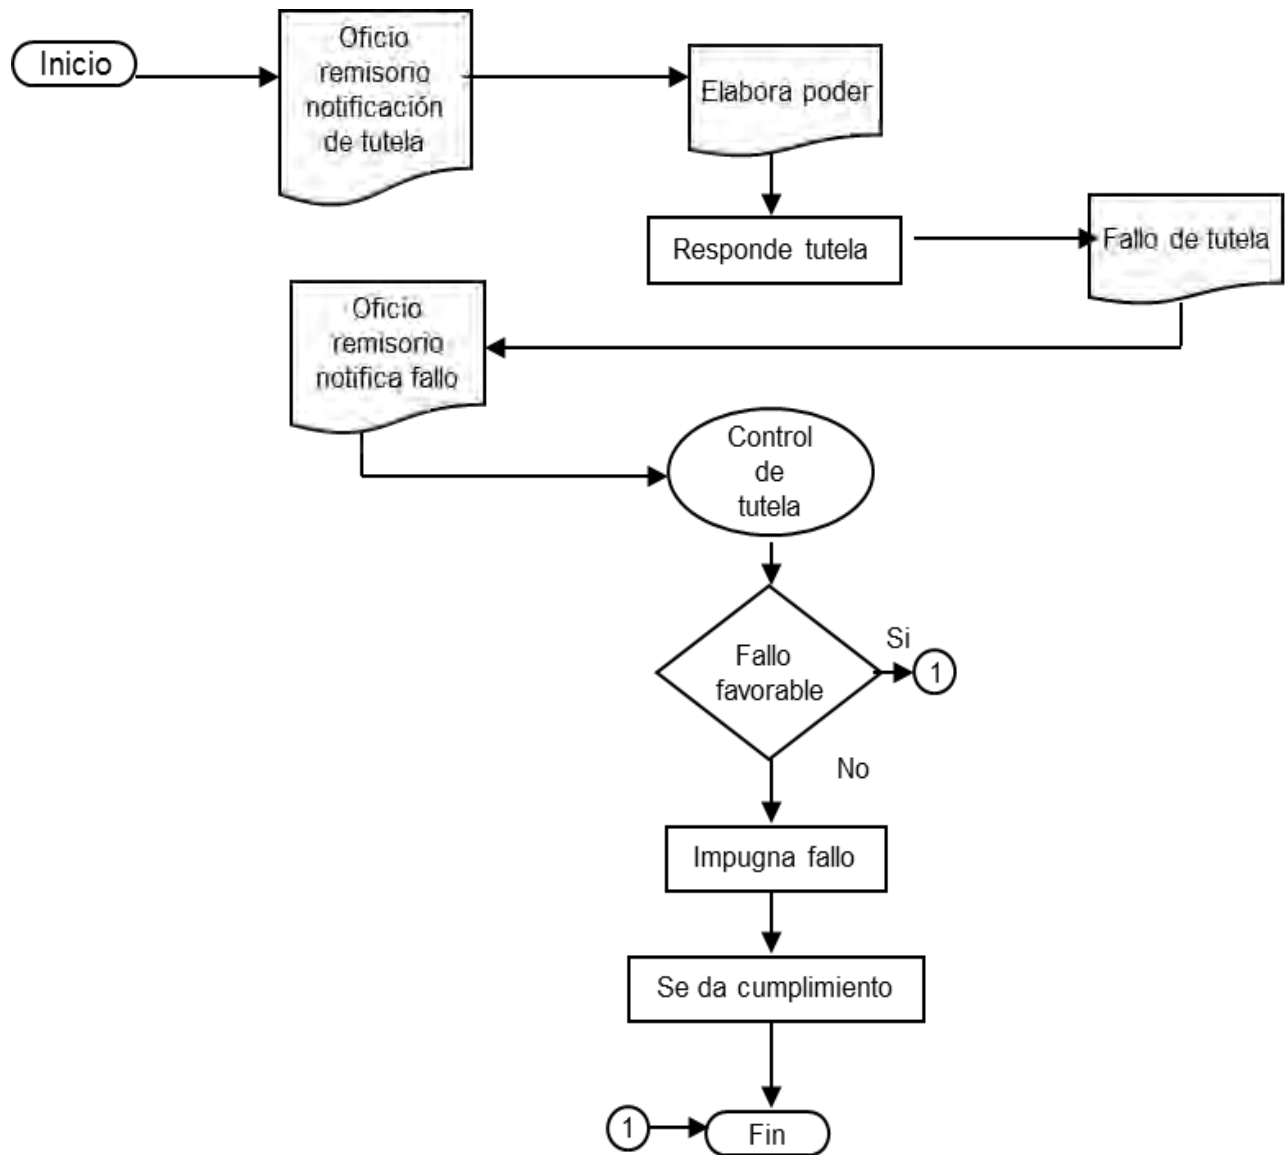 Inicio
Oficio
remisorio
notificación
de tutela
Elabora poder
Responde tutela
Fallo de tutela
Oficio
remisorio
notifica fallo
Control
de
tutela
Fallo
favorable
Si
1
No
Impugna fallo
Se da cumplimiento
1
Fin